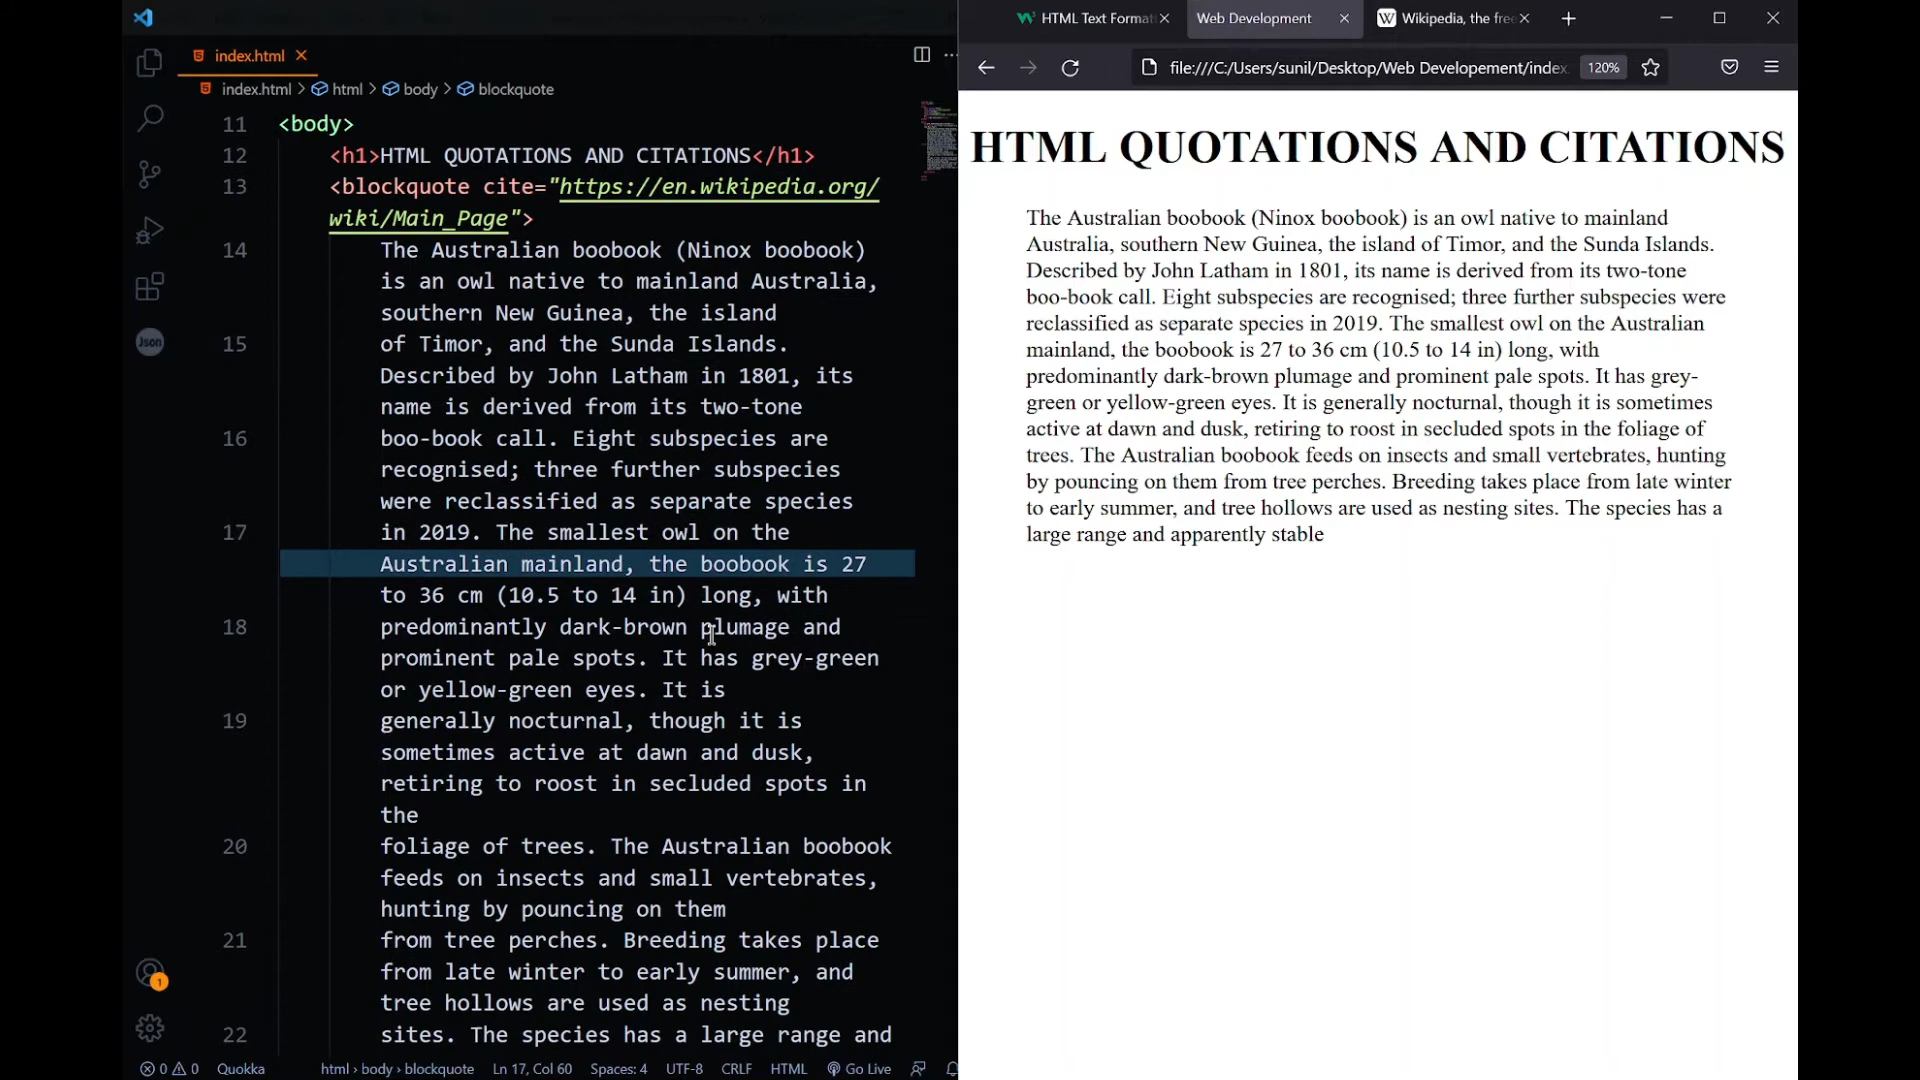 index.html
index.html > html > body > blockquote
11 <body>
12 <h1>HTML QUOTATIONS AND CITATIONS</h1>
13 <blockquote cite="https://en.wikipedia.org/
wiki/Main_Page">
14 The Australian boobook (Ninox boobook)
is an owl native to mainland Australia,
southern New Guinea, the island
15 of Timor, and the Sunda Islands.
Described by John Latham in 1801, its
name is derived from its two-tone
16 boo-book call. Eight subspecies are
recognised; three further subspecies
were reclassified as separate species
17 in 2019. The smallest owl on the
Australian mainland, the boobook is 27
to 36 cm (10.5 to 14 in) long, with
18 predominantly dark-brown plumage and
prominent pale spots. It has grey-green
or yellow-green eyes. It is
19 generally nocturnal, though it is
sometimes active at dawn and dusk,
retiring to roost in secluded spots in
the
20 foliage of trees. The Australian boobook
feeds on insects and small vertebrates,
hunting by pouncing on them
21 from tree perches. Breeding takes place
from late winter to early summer, and
tree hollows are used as nesting
22 sites. The species has a large range and
Json
1
0 0 Quokka html > body > blockquote Ln 17, Col 60 Spaces: 4 UTF-8 CRLF HTML Go Live
HTML Text Format Web Development Wikipedia, the free
file:///C:/Users/sunil/Desktop/Web Developement/index. 120%
HTML QUOTATIONS AND CITATIONS
The Australian boobook (Ninox boobook) is an owl native to mainland
Australia, southern New Guinea, the island of Timor, and the Sunda Islands.
Described by John Latham in 1801, its name is derived from its two-tone
boo-book call. Eight subspecies are recognised; three further subspecies were
reclassified as separate species in 2019. The smallest owl on the Australian
mainland, the boobook is 27 to 36 cm (10.5 to 14 in) long, with
predominantly dark-brown plumage and prominent pale spots. It has grey-
green or yellow-green eyes. It is generally nocturnal, though it is sometimes
active at dawn and dusk, retiring to roost in secluded spots in the foliage of
trees. The Australian boobook feeds on insects and small vertebrates, hunting
by pouncing on them from tree perches. Breeding takes place from late winter
to early summer, and tree hollows are used as nesting sites. The species has a
large range and apparently stable